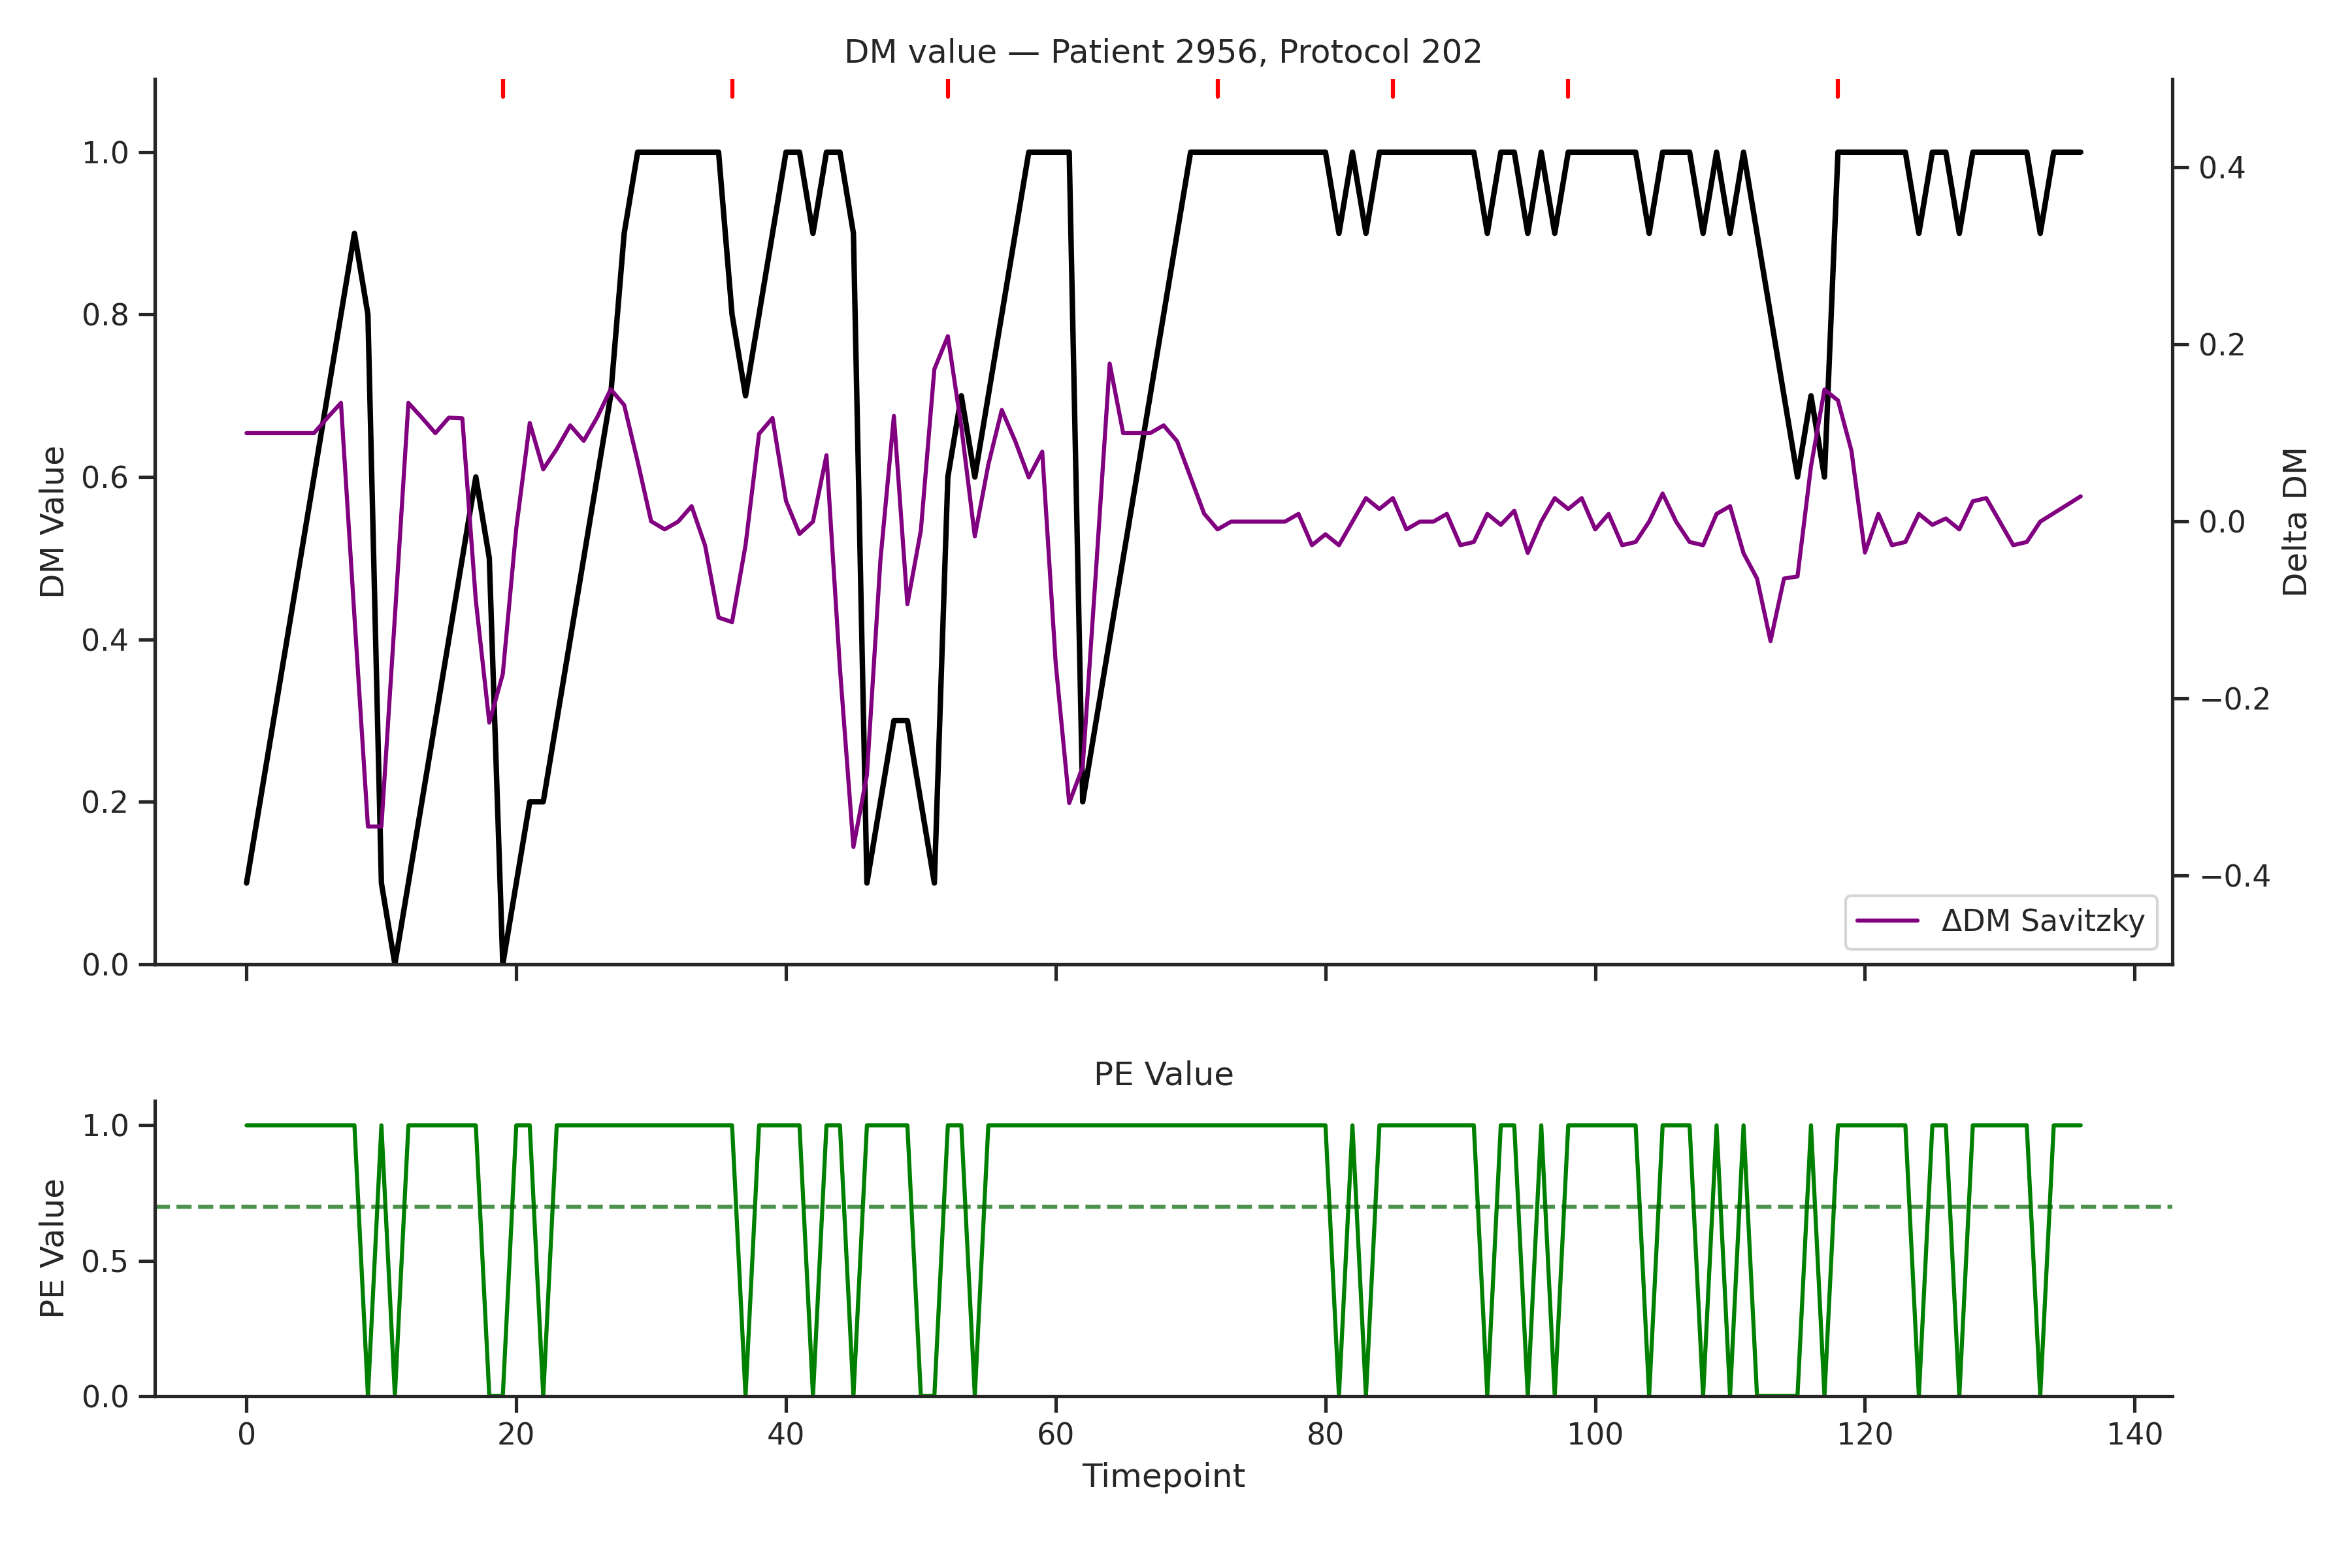 DM value — Patient 2956, Protocol 202
1.0
0.8
0.6
0.4
0.2
0.0
DM Value
0.4
0.2
0.0
−0.2
−0.4
Delta DM
ΔDM Savitzky
PE Value
1.0
0.5
0.0
PE Value
0 20 40 60 80 100 120 140
Timepoint